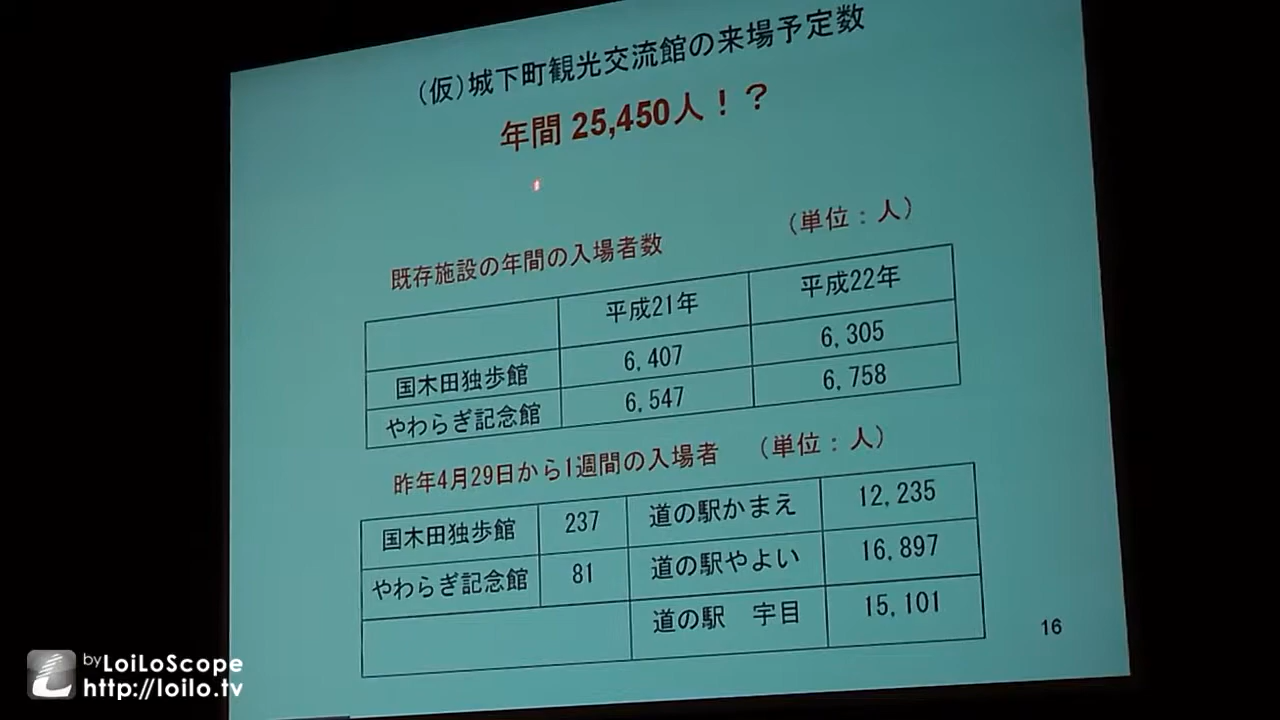 (仮)城下町観光交流館の来場予定数
年間 25,450人!?
既存施設の年間の入場者数 (単位:人)
平成21年 平成22年
国木田独歩館 6,407 6,305
やわらぎ記念館 6,547 6,758
昨年4月29日から1週間の入場者 (単位:人)
国木田独歩館 237 道の駅かまえ 12,235
やわらぎ記念館 81 道の駅やよい 16,897
道の駅 宇目 15,101
16
by LoiLoScope
http://loilo.tv